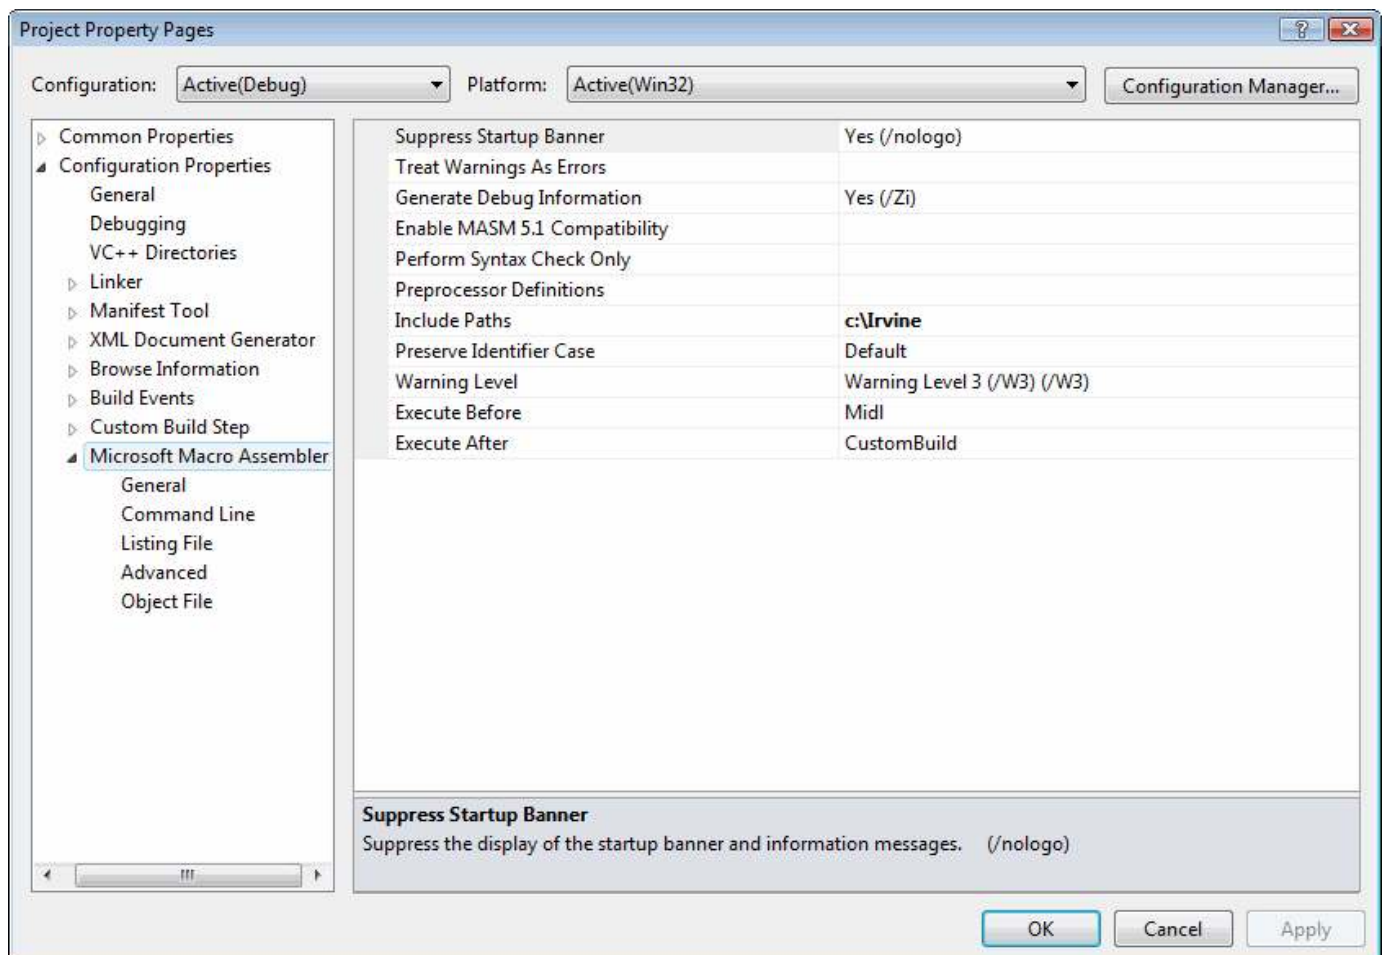 Project Property Pages
Configuration: Active(Debug) Platform: Active(Win32) Configuration Manager...
Common Properties
Configuration Properties
General
Debugging
VC++ Directories
Linker
Manifest Tool
XML Document Generator
Browse Information
Build Events
Custom Build Step
Microsoft Macro Assembler
General
Command Line
Listing File
Advanced
Object File
Suppress Startup Banner Yes (/nologo)
Treat Warnings As Errors
Generate Debug Information Yes (/Zi)
Enable MASM 5.1 Compatibility
Perform Syntax Check Only
Preprocessor Definitions
Include Paths c:\Irvine
Preserve Identifier Case Default
Warning Level Warning Level 3 (/W3) (/W3)
Execute Before Midl
Execute After CustomBuild
Suppress Startup Banner
Suppress the display of the startup banner and information messages. (/nologo)
OK Cancel Apply